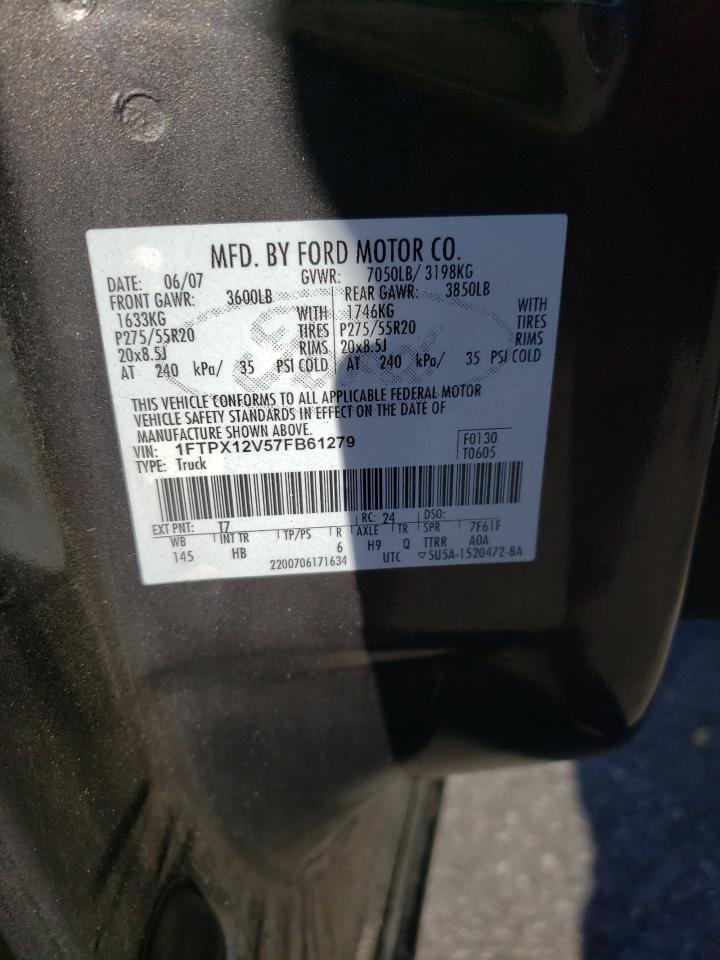 MFD. BY FORD MOTOR CO.
DATE: 06/07 GVWR: 7050LB/ 3198KG
FRONT GAWR: 3600LB REAR GAWR: 3850LB
1633KG WITH 1746KG WITH
P275/55R20 TIRES P275/55R20 TIRES
20x8.5J RIMS 20x8.5J RIMS
AT 240 kPa/ 35 PSI COLD AT 240 kPa/ 35 PSI COLD
Ford
THIS VEHICLE CONFORMS TO ALL APPLICABLE FEDERAL MOTOR
VEHICLE SAFETY STANDARDS IN EFFECT ON THE DATE OF
MANUFACTURE SHOWN ABOVE.
VIN: 1FTPX12V57FB61279 F0130
TYPE: Truck T0605
EXT PNT: T7 RC: 24 DSO:
WB INT TR TP/PS R AXLE TR SPR 7F61F
145 HB 6 H9 Q TTRR A0A
2200706171634 UTC ▽5U5A-1520472-BA